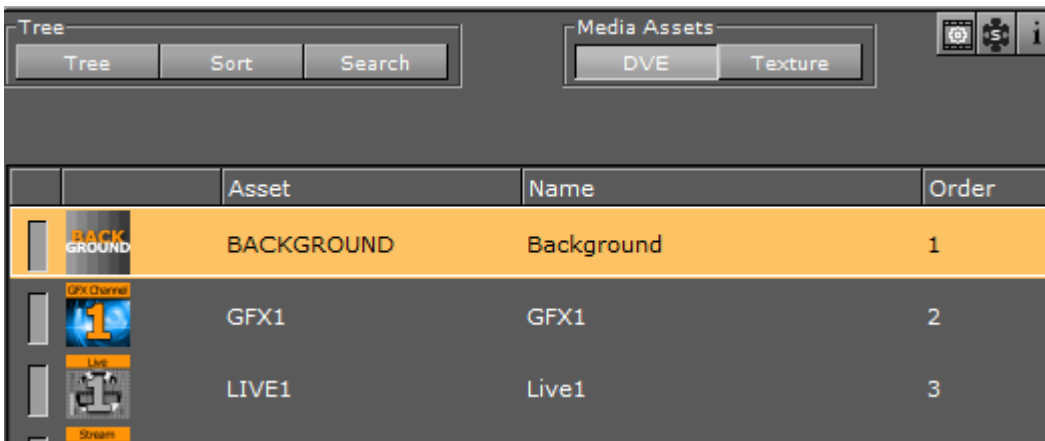 Tree
Media Assets
Tree Sort Search DVE Texture
S i
Asset Name Order
BACK
GROUND
BACKGROUND Background 1
GFX Channel
1
GFX1 GFX1 2
Live
1
LIVE1 Live1 3
Stream